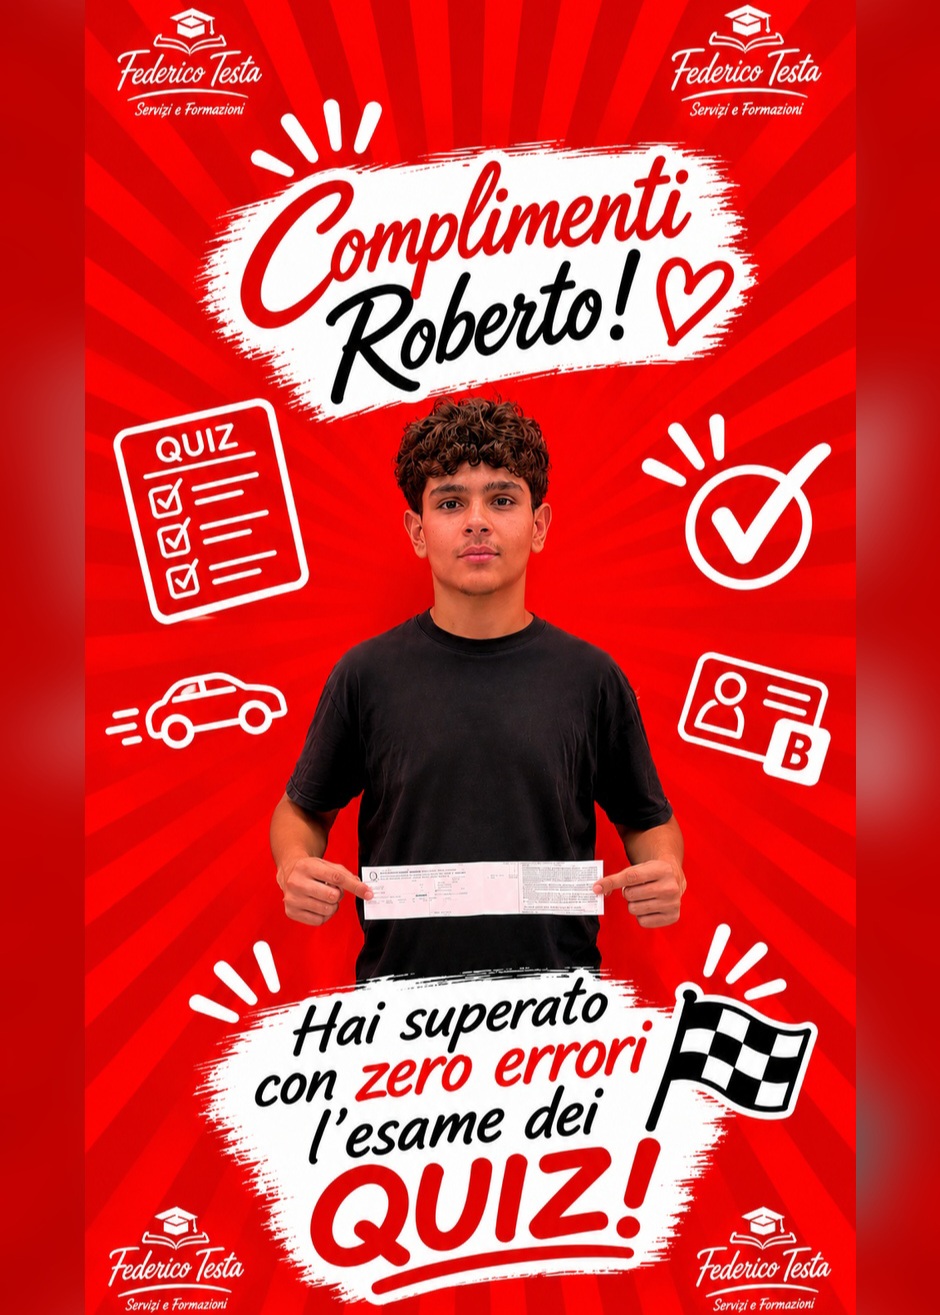 Federico Testa
Servizi e Formazioni
Federico Testa
Servizi e Formazioni
Complimenti
Roberto!
QUIZ
B
Hai superato
con zero errori
l'esame dei
QUIZ!
Federico Testa
Servizi e Formazioni
Federico Testa
Servizi e Formazioni